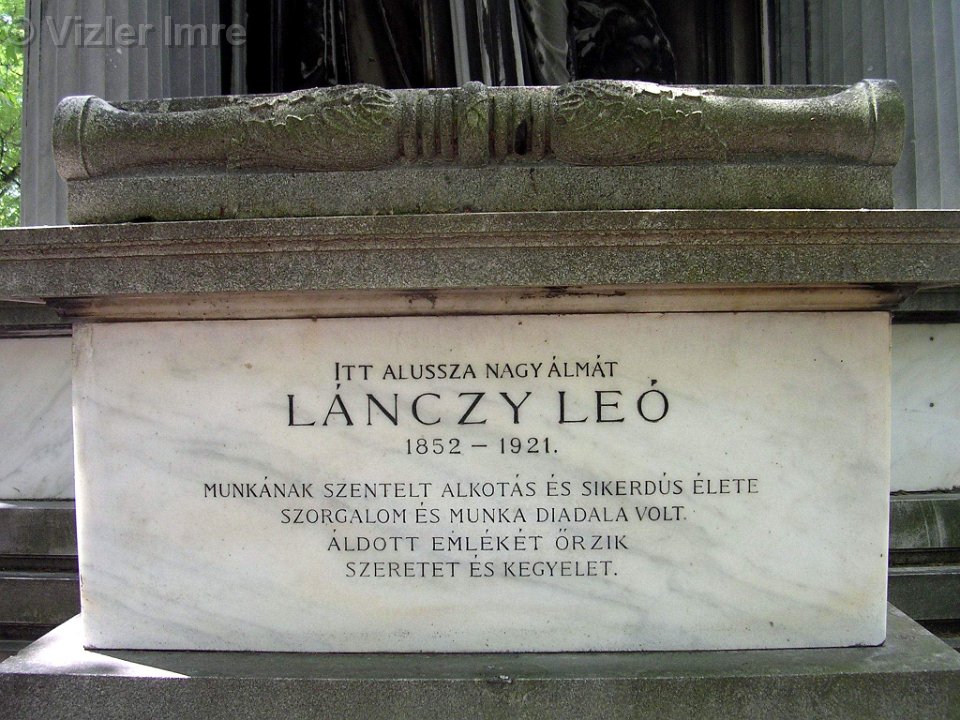 © Vizler Imre
ITT ALUSSZA NAGY ÁLMÁT
LÁNCZY LEÓ
1852 – 1921.
MUNKÁNAK SZENTELT ALKOTÁS ÉS SIKERDÚS ÉLETE
SZORGALOM ÉS MUNKA DIADALA VOLT.
ÁLDOTT EMLÉKÉT ŐRZIK
SZERETET ÉS KEGYELET.